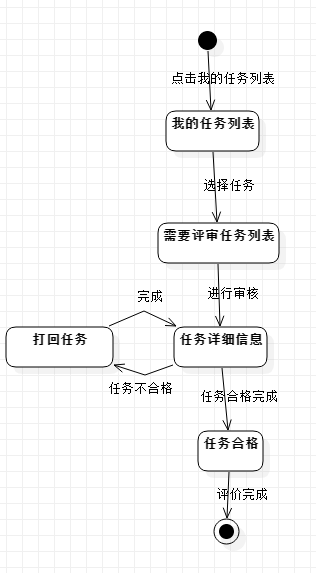 点击我的任务列表
我的任务列表
选择任务
需要评审任务列表
进行审核
完成
打回任务
任务详细信息
任务不合格
任务合格完成
任务合格
评价完成